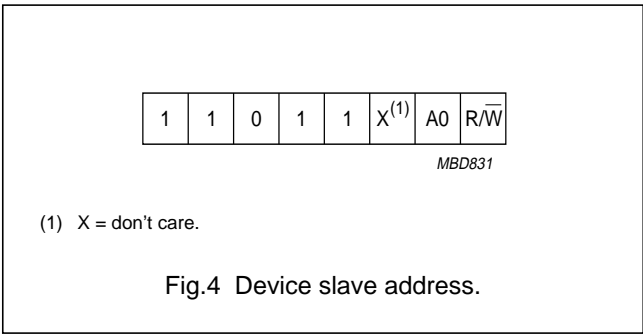 1 1 0 1 1 X(1) A0 R/W̅
MBD831
(1) X = don't care.
Fig.4 Device slave address.